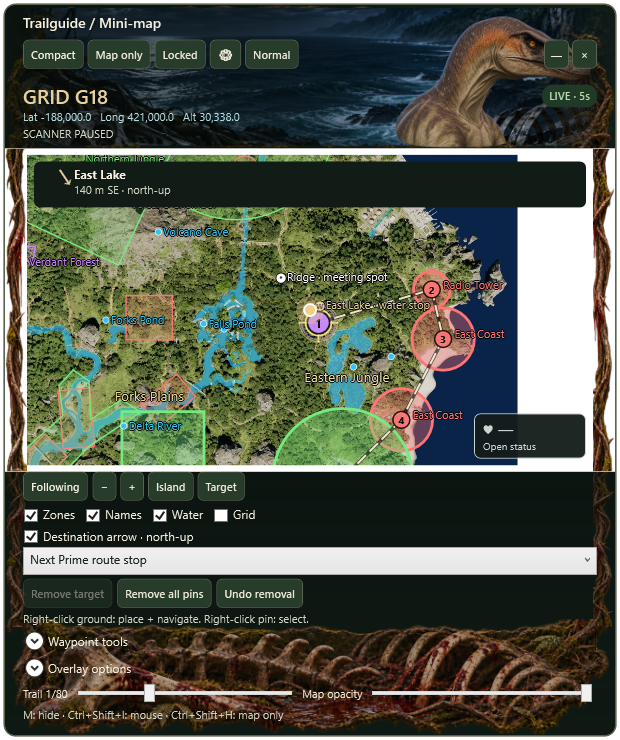 Trailguide / Mini-map
Compact
Map only
Locked
Normal
GRID G18
LIVE · 5s
Lat -188,000.0 Long 421,000.0 Alt 30,338.0
SCANNER PAUSED
Northern Jungle
East Lake
140 m SE · north-up
Volcano Cave
Verdant Forest
Ridge · meeting spot
2
Radio Tower
East Lake · water stop
Forks Pond
Falls Pond
1
3
East Coast
Eastern Jungle
Forks Plains
4
East Coast
Delta River
Open status
Following
−
+
Island
Target
Zones
Names
Water
Grid
Destination arrow · north-up
Next Prime route stop
Remove target
Remove all pins
Undo removal
Right-click ground: place + navigate. Right-click pin: select.
Waypoint tools
Overlay options
Trail 1/80
Map opacity
M: hide · Ctrl+Shift+I: mouse · Ctrl+Shift+H: map only